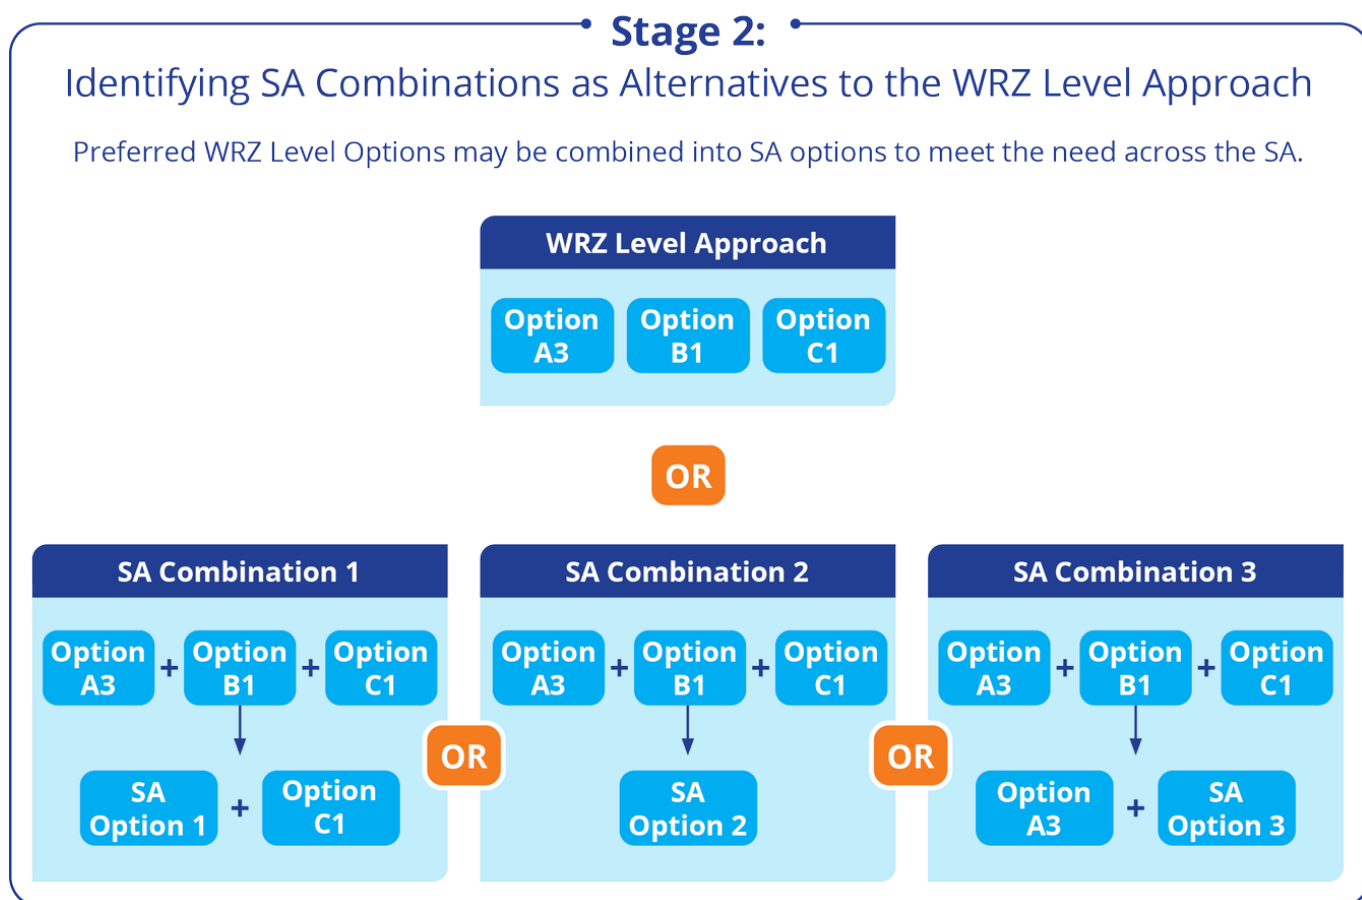 Stage 2:
Identifying SA Combinations as Alternatives to the WRZ Level Approach
Preferred WRZ Level Options may be combined into SA options to meet the need across the SA.
WRZ Level Approach
Option
A3
Option
B1
Option
C1
OR
SA Combination 1
Option
A3
+
Option
B1
+
Option
C1
SA
Option 1
+
Option
C1
OR
SA Combination 2
Option
A3
+
Option
B1
+
Option
C1
SA
Option 2
OR
SA Combination 3
Option
A3
+
Option
B1
+
Option
C1
Option
A3
+
SA
Option 3